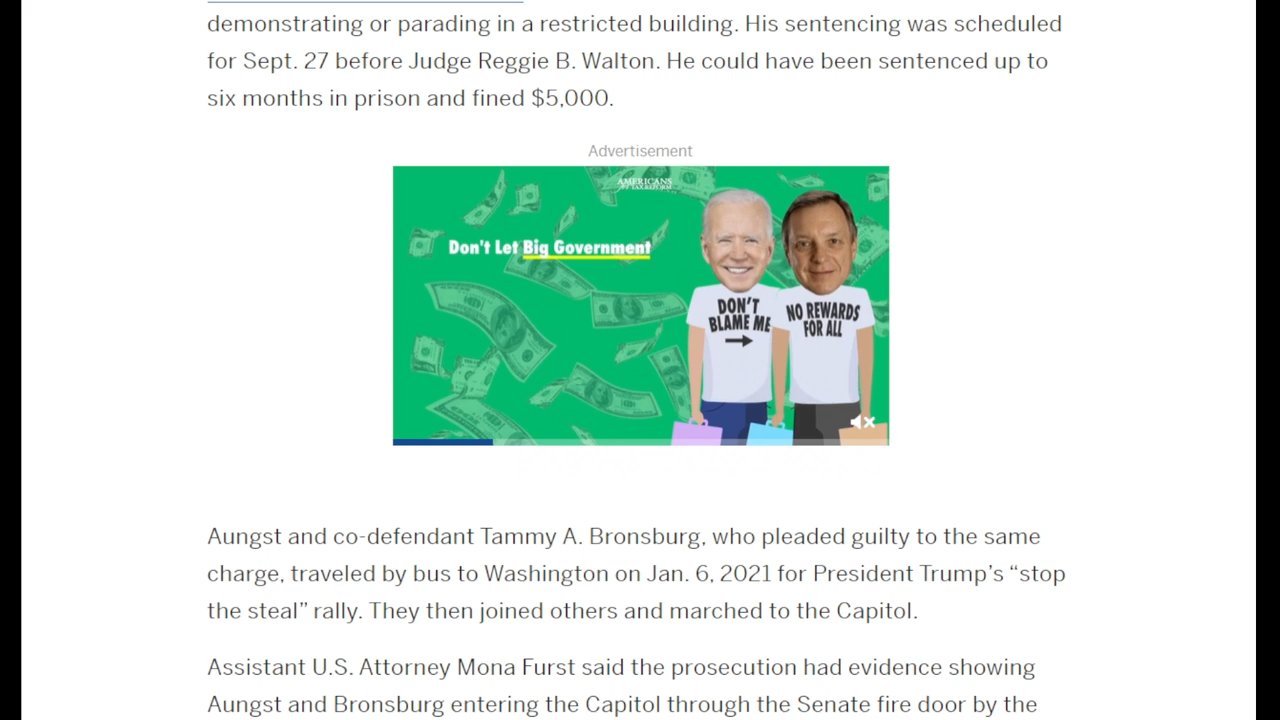 demonstrating or parading in a restricted building. His sentencing was scheduled
for Sept. 27 before Judge Reggie B. Walton. He could have been sentenced up to
six months in prison and fined $5,000.
Advertisement
AMERICANS
for TAX REFORM
Don't Let Big Government
DON'T
BLAME ME
NO REWARDS
FOR ALL
Aungst and co-defendant Tammy A. Bronsburg, who pleaded guilty to the same
charge, traveled by bus to Washington on Jan. 6, 2021 for President Trump’s “stop
the steal” rally. They then joined others and marched to the Capitol.
Assistant U.S. Attorney Mona Furst said the prosecution had evidence showing
Aungst and Bronsburg entering the Capitol through the Senate fire door by the